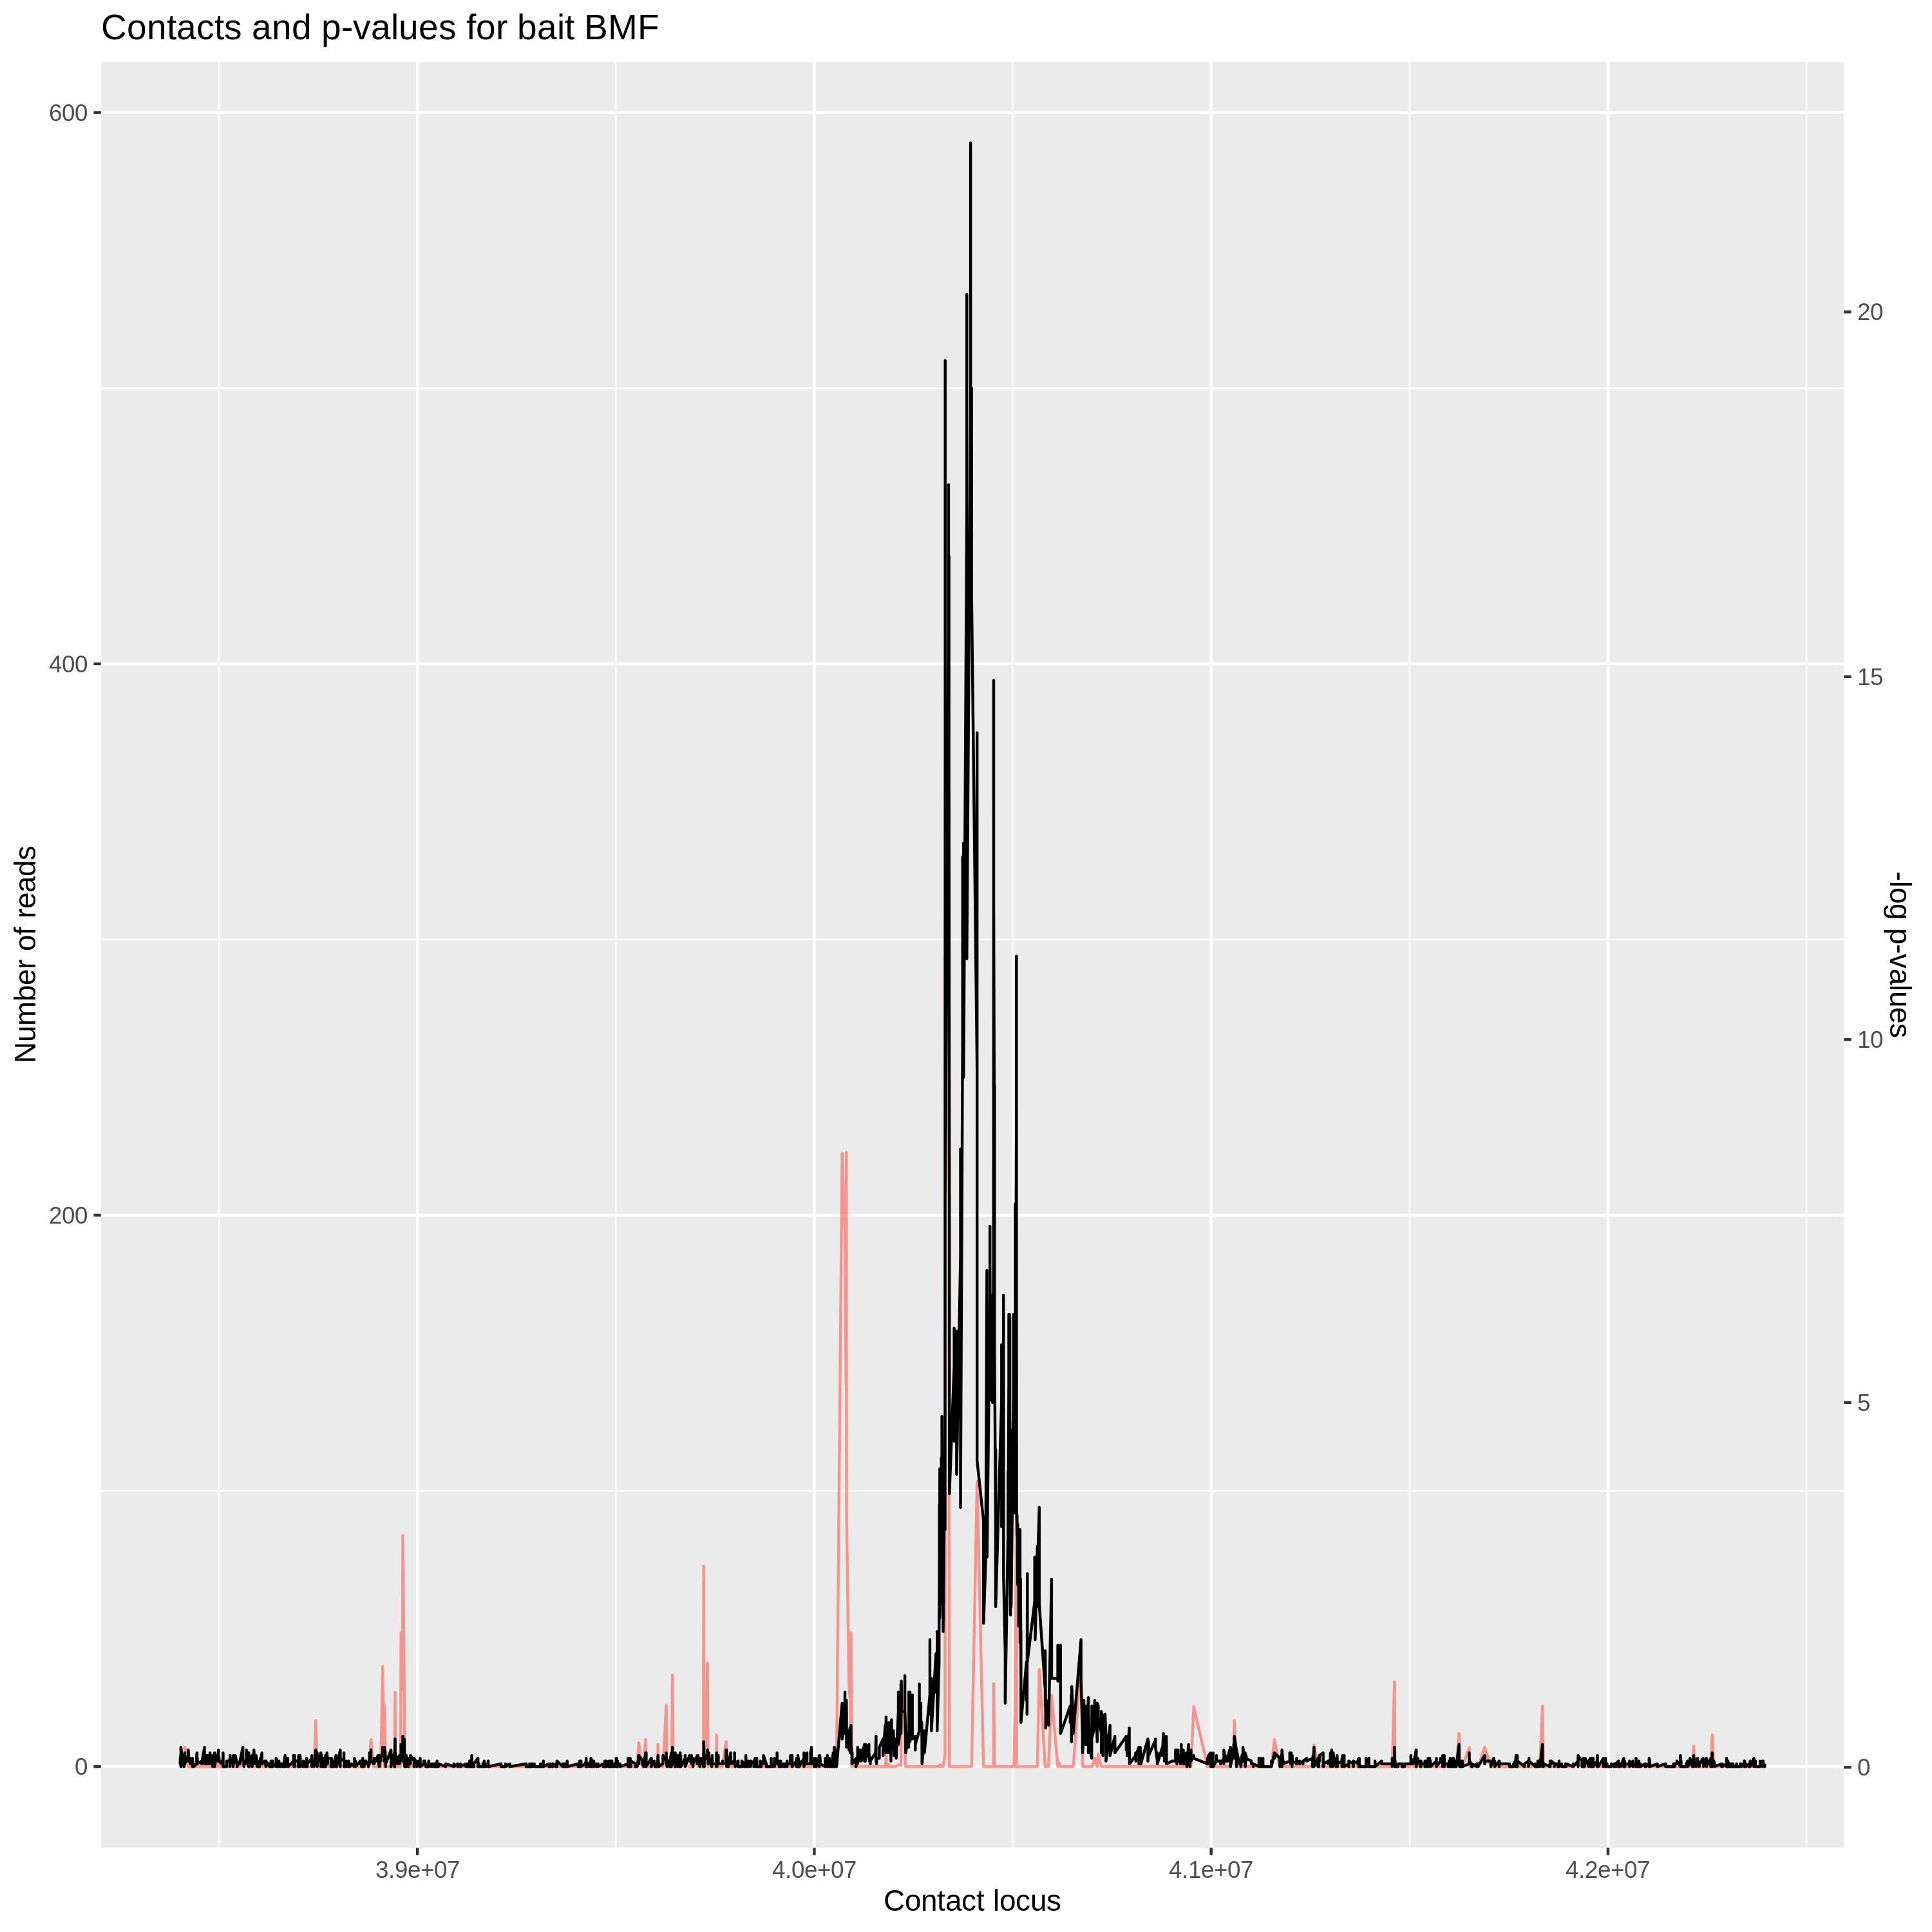 Contacts and p-values for bait BMF
600
400
200
0
Number of reads
20
15
10
5
0
-log p-values
3.9e+07
4.0e+07
4.1e+07
4.2e+07
Contact locus